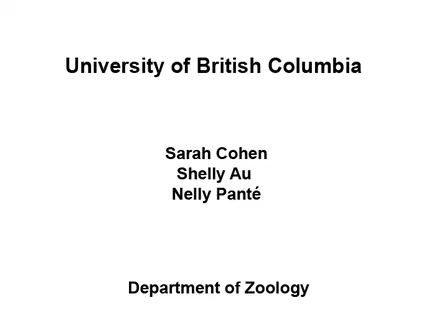 University of British Columbia
Sarah Cohen
Shelly Au
Nelly Panté
Department of Zoology